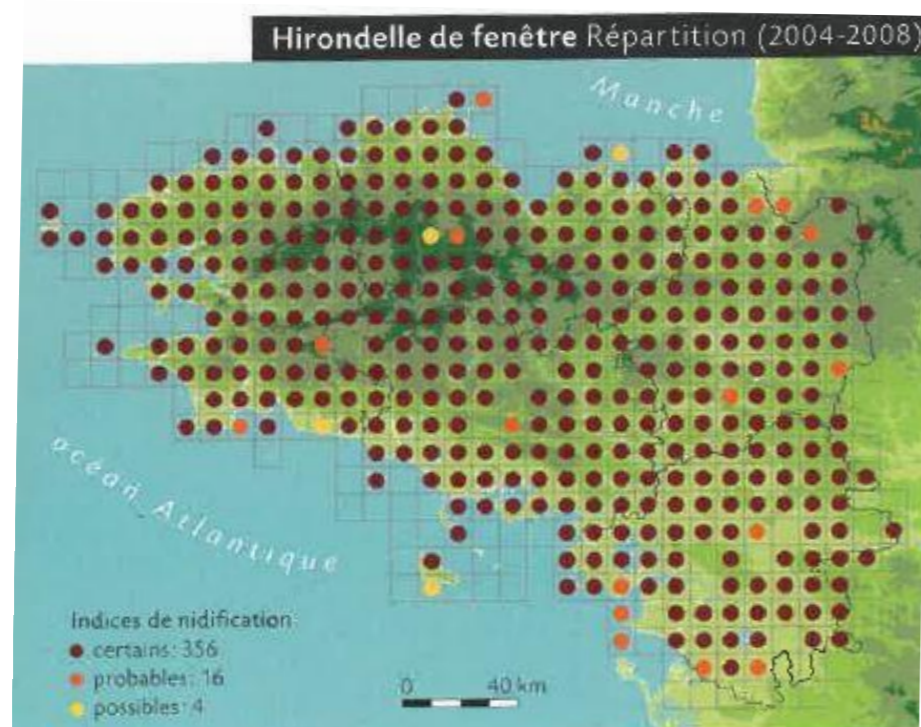 Hirondelle de fenêtre Répartition (2004-2008)
Manche
océan Atlantique
Indices de nidification
certains: 356
probables: 16
possibles: 4
0 40 km